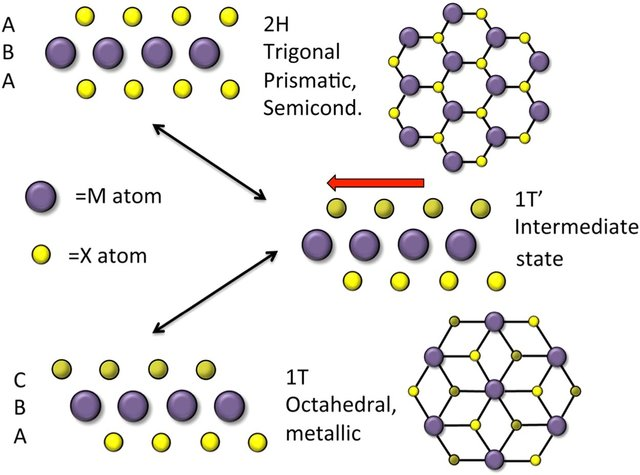 A
B
A
2H
Trigonal
Prismatic,
Semicond.
=M atom
=X atom
1T’
Intermediate
state
C
B
A
1T
Octahedral,
metallic